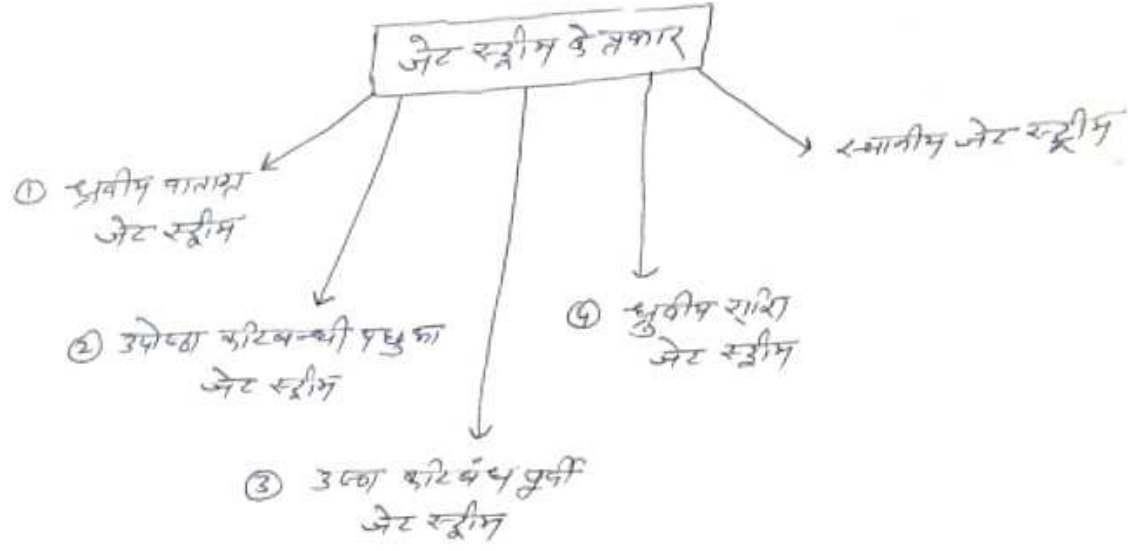 जेट स्ट्रीम के प्रकार
स्थानीय जेट स्ट्रीम
① ध्रुवीय वाताग्र
जेट स्ट्रीम
② उपोष्ण कटिबन्धी पछुआ
जेट स्ट्रीम
④ ध्रुवीय रात्रि
जेट स्ट्रीम
③ उष्ण कटिबंध पूर्वी
जेट स्ट्रीम